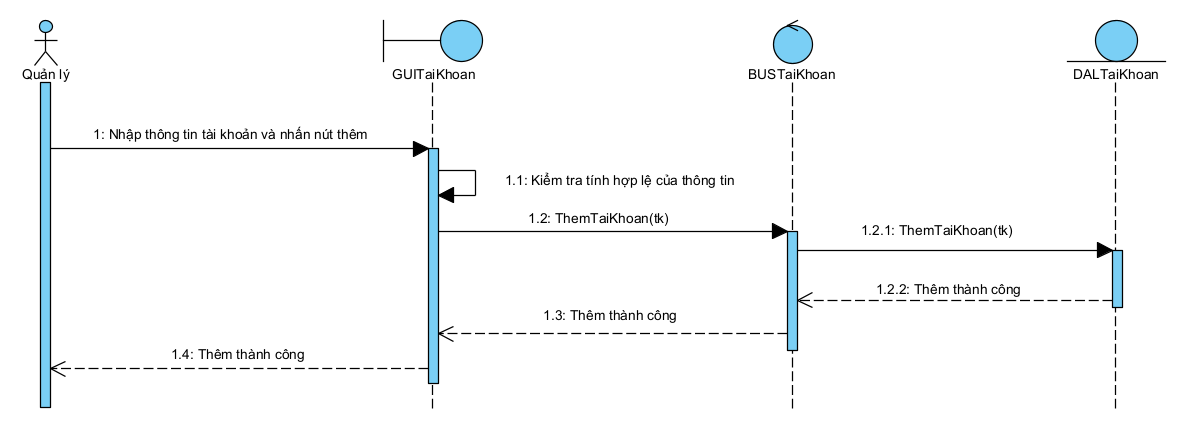 Quản lý
GUITaiKhoan
BUSTaiKhoan
DALTaiKhoan
1: Nhập thông tin tài khoản và nhấn nút thêm
1.1: Kiểm tra tính hợp lệ của thông tin
1.2: ThemTaiKhoan(tk)
1.2.1: ThemTaiKhoan(tk)
1.2.2: Thêm thành công
1.3: Thêm thành công
1.4: Thêm thành công